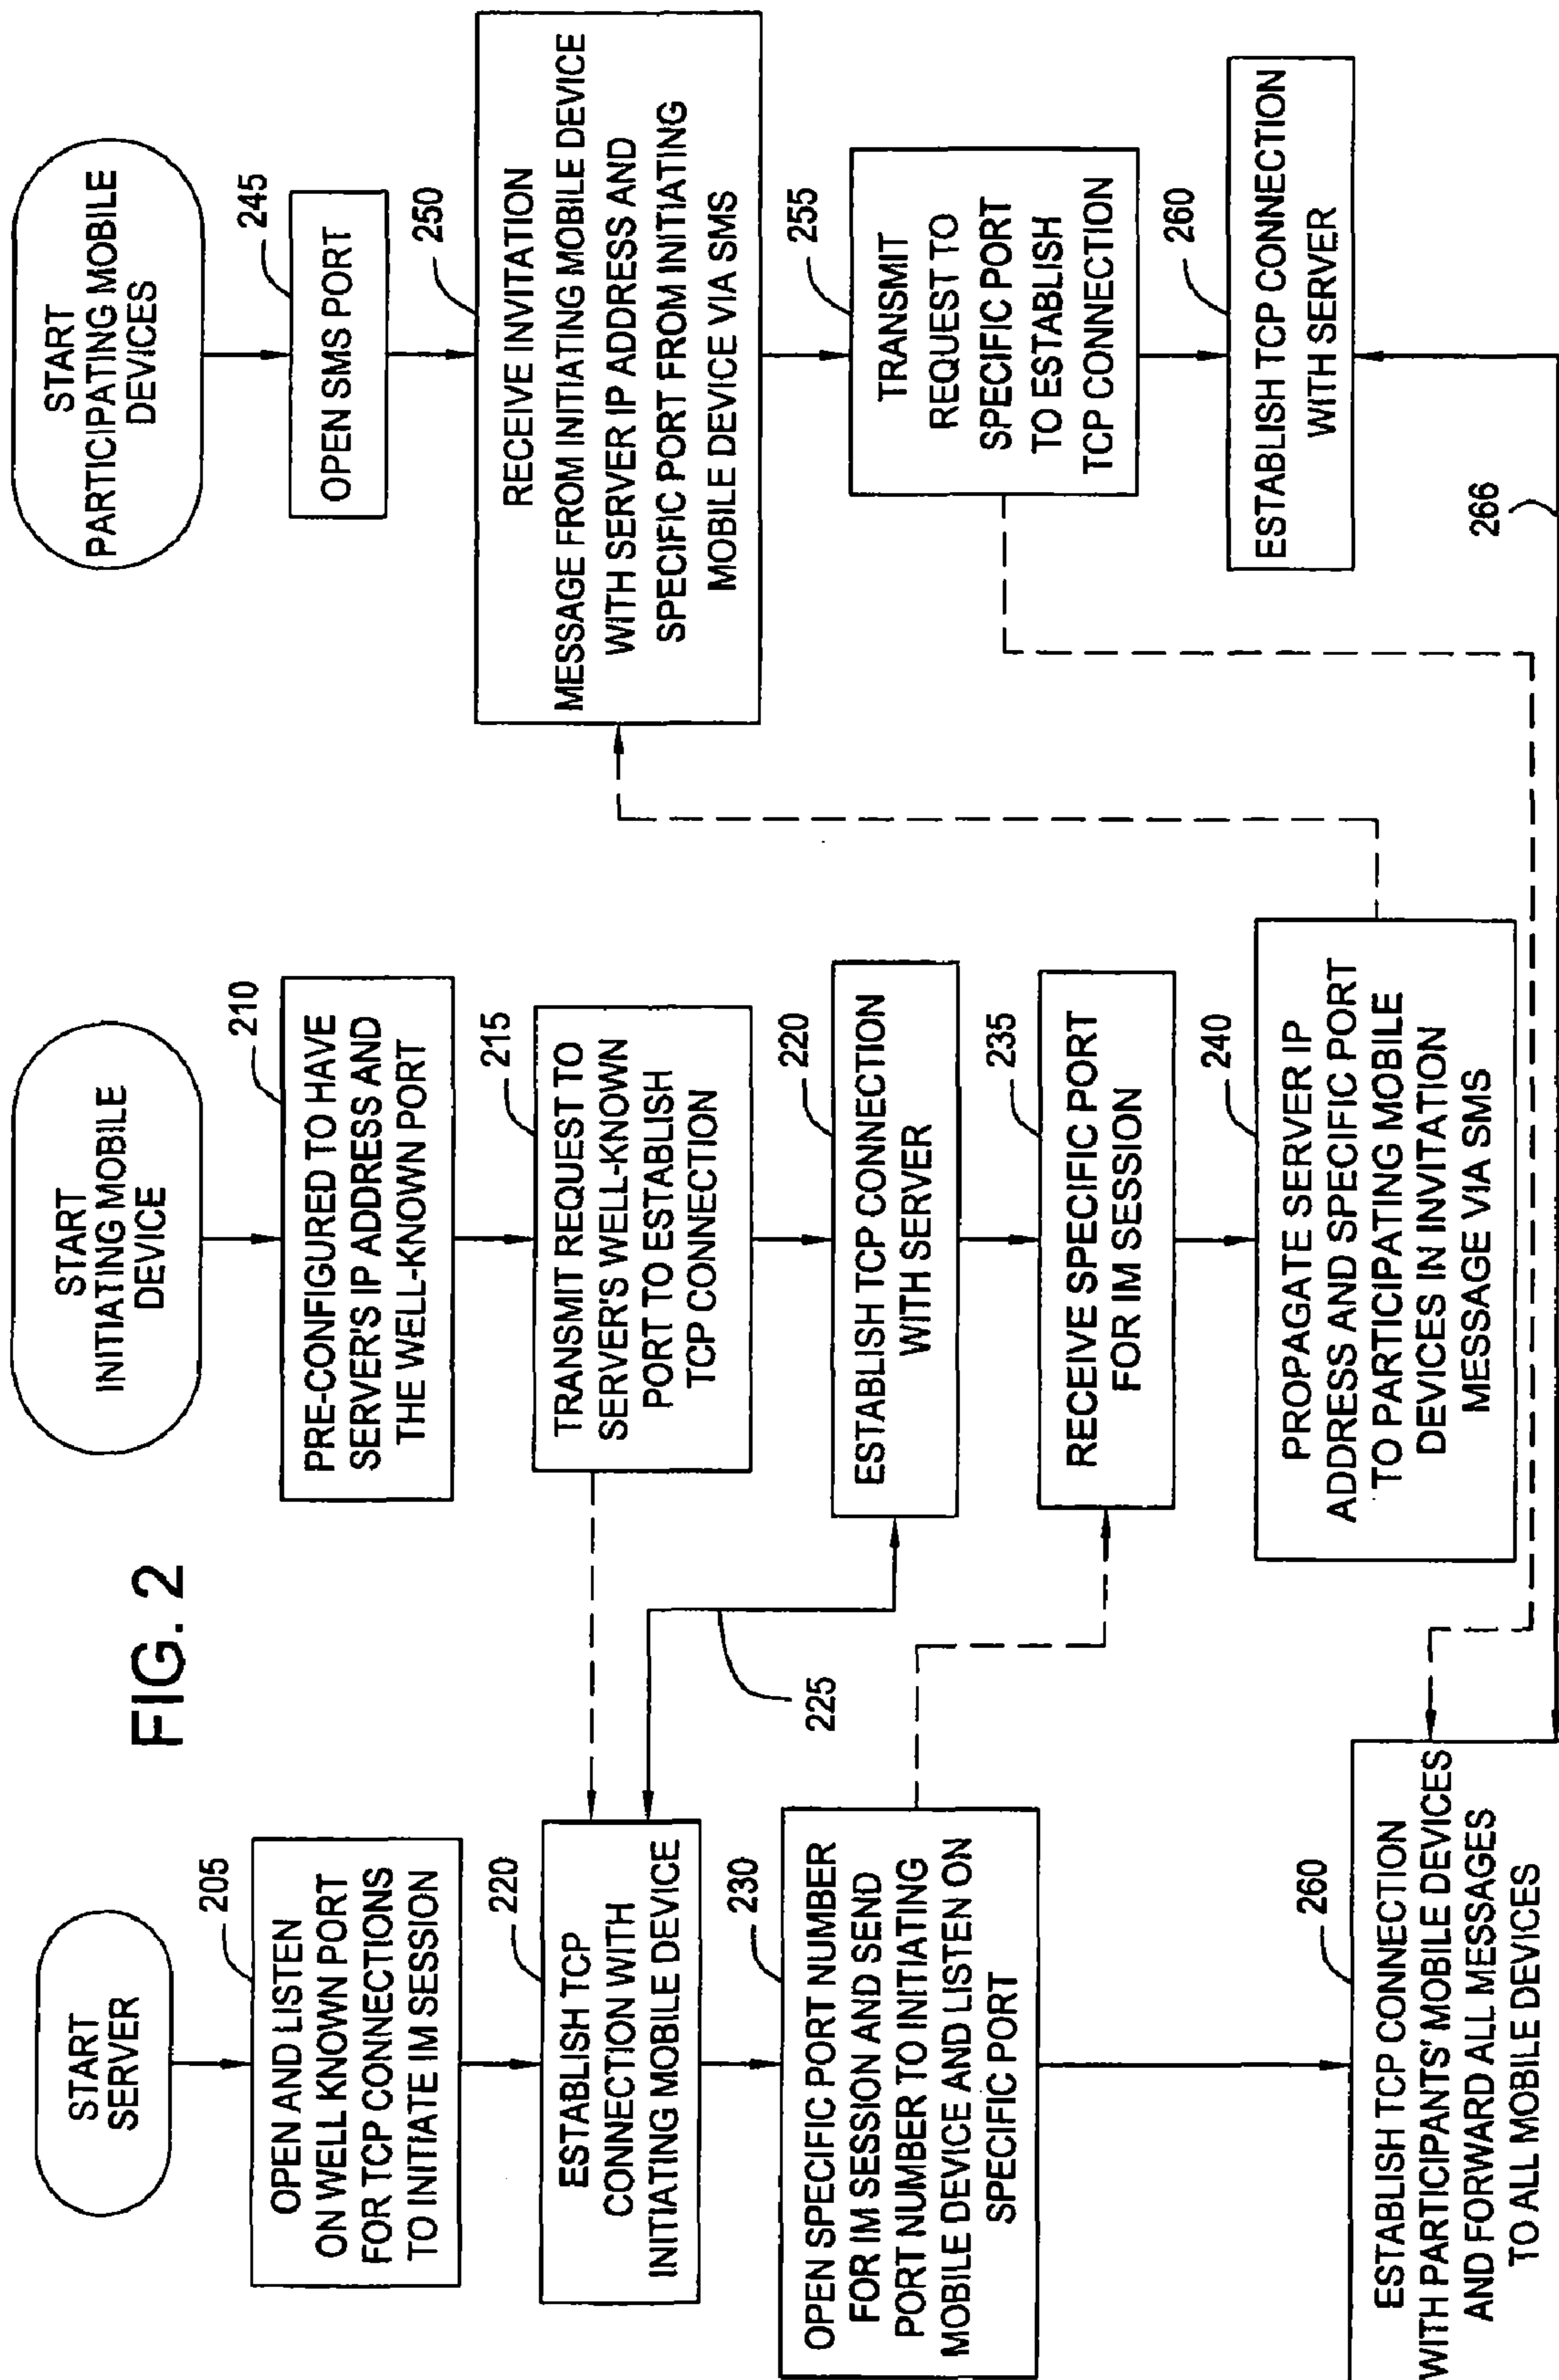 FIG. 2
START
SERVER
205
OPEN AND LISTEN
ON WELL KNOWN PORT
FOR TCP CONNECTIONS
TO INITIATE IM SESSION
220
ESTABLISH TCP
CONNECTION WITH
INITIATING MOBILE DEVICE
230
OPEN SPECIFIC PORT NUMBER
FOR IM SESSION AND SEND
PORT NUMBER TO INITIATING
MOBILE DEVICE AND LISTEN ON
SPECIFIC PORT
260
ESTABLISH TCP CONNECTION
WITH PARTICIPANTS' MOBILE DEVICES
AND FORWARD ALL MESSAGES
TO ALL MOBILE DEVICES
START
INITIATING MOBILE
DEVICE
210
PRE-CONFIGURED TO HAVE
SERVER'S IP ADDRESS AND
THE WELL-KNOWN PORT
215
TRANSMIT REQUEST TO
SERVER'S WELL-KNOWN
PORT TO ESTABLISH
TCP CONNECTION
220
ESTABLISH TCP CONNECTION
WITH SERVER
225
235
RECEIVE SPECIFIC PORT
FOR IM SESSION
240
PROPAGATE SERVER IP
ADDRESS AND SPECIFIC PORT
TO PARTICIPATING MOBILE
DEVICES IN INVITATION
MESSAGE VIA SMS
START
PARTICIPATING MOBILE
DEVICES
245
OPEN SMS PORT
250
RECEIVE INVITATION
MESSAGE FROM INITIATING MOBILE DEVICE
WITH SERVER IP ADDRESS AND
SPECIFIC PORT FROM INITIATING
MOBILE DEVICE VIA SMS
255
TRANSMIT
REQUEST TO
SPECIFIC PORT
TO ESTABLISH
TCP CONNECTION
260
ESTABLISH TCP CONNECTION
WITH SERVER
266